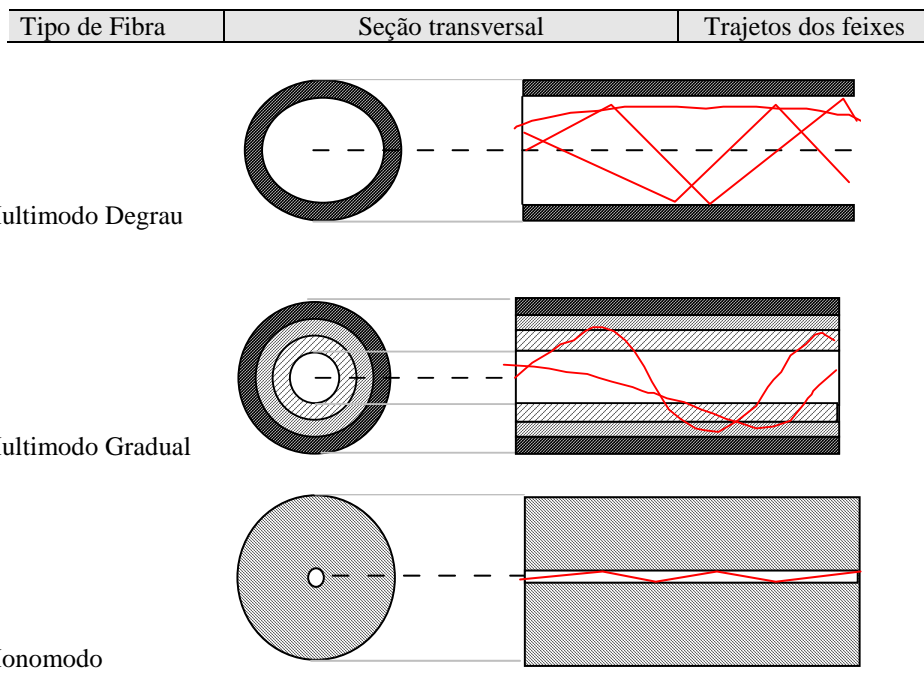 Tipo de Fibra Seção transversal Trajetos dos feixes
ultimodo Degrau
ultimodo Gradual
onomodo